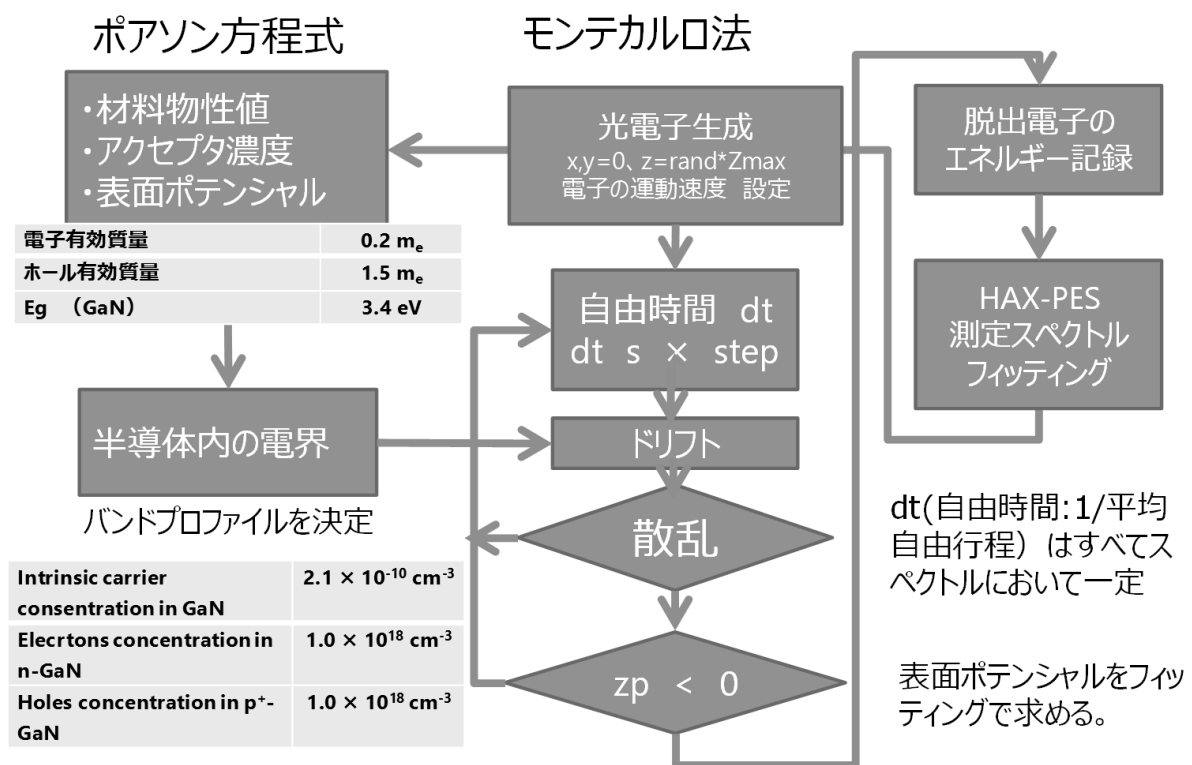 ポアソン方程式
・材料物性値
・アクセプタ濃度
・表面ポテンシャル
電子有効質量 0.2 me
ホール有効質量 1.5 me
Eg （GaN） 3.4 eV
半導体内の電界
バンドプロファイルを決定
Intrinsic carrier
consentration in GaN 2.1 × 10-10 cm-3
Elecrtons concentration in
n-GaN 1.0 × 1018 cm-3
Holes concentration in p+-
GaN 1.0 × 1018 cm-3
モンテカルロ法
光電子生成
x,y=0、z=rand*Zmax
電子の運動速度 設定
自由時間 dt
dt s × step
ドリフト
散乱
zp < 0
脱出電子の
エネルギー記録
HAX-PES
測定スペクトル
フィッティング
dt(自由時間:1/平均
自由行程） はすべてス
ペクトルにおいて一定
表面ポテンシャルをフィッ
ティングで求める。